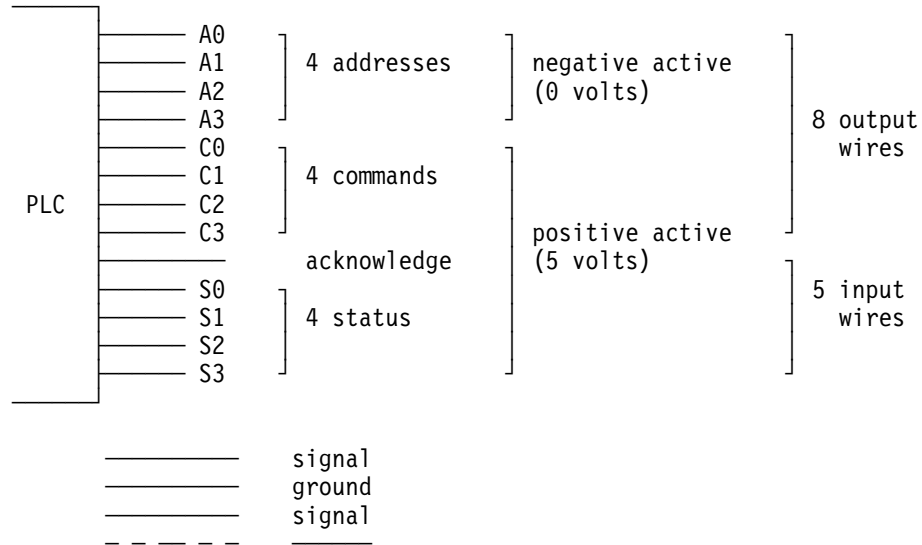 A0
A1 4 addresses negative active
A2 (0 volts)
A3 8 output
C0 wires
C1 4 commands
PLC C2
C3 positive active
acknowledge (5 volts)
S0 5 input
S1 4 status wires
S2
S3
signal
ground
signal